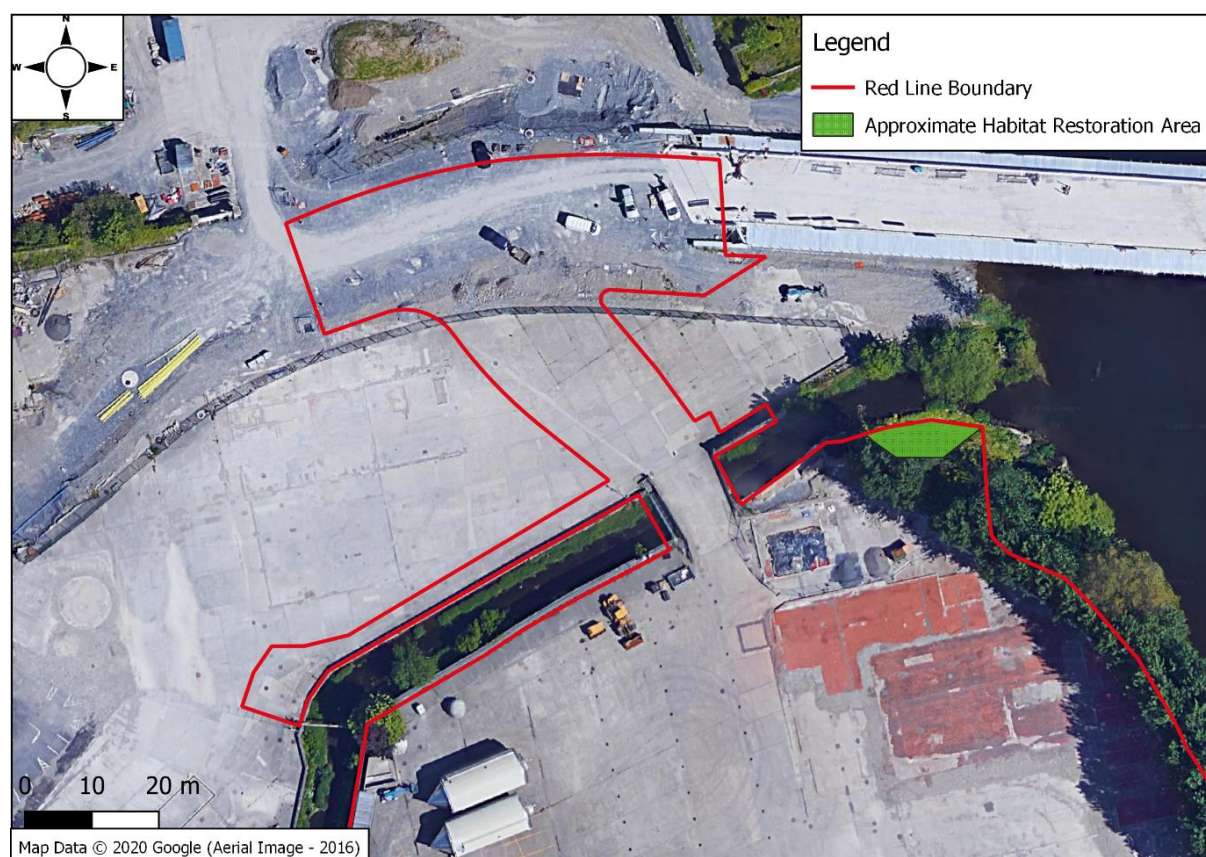 N
W
E
S
Legend
Red Line Boundary
Approximate Habitat Restoration Area
0 10 20 m
Map Data © 2020 Google (Aerial Image - 2016)